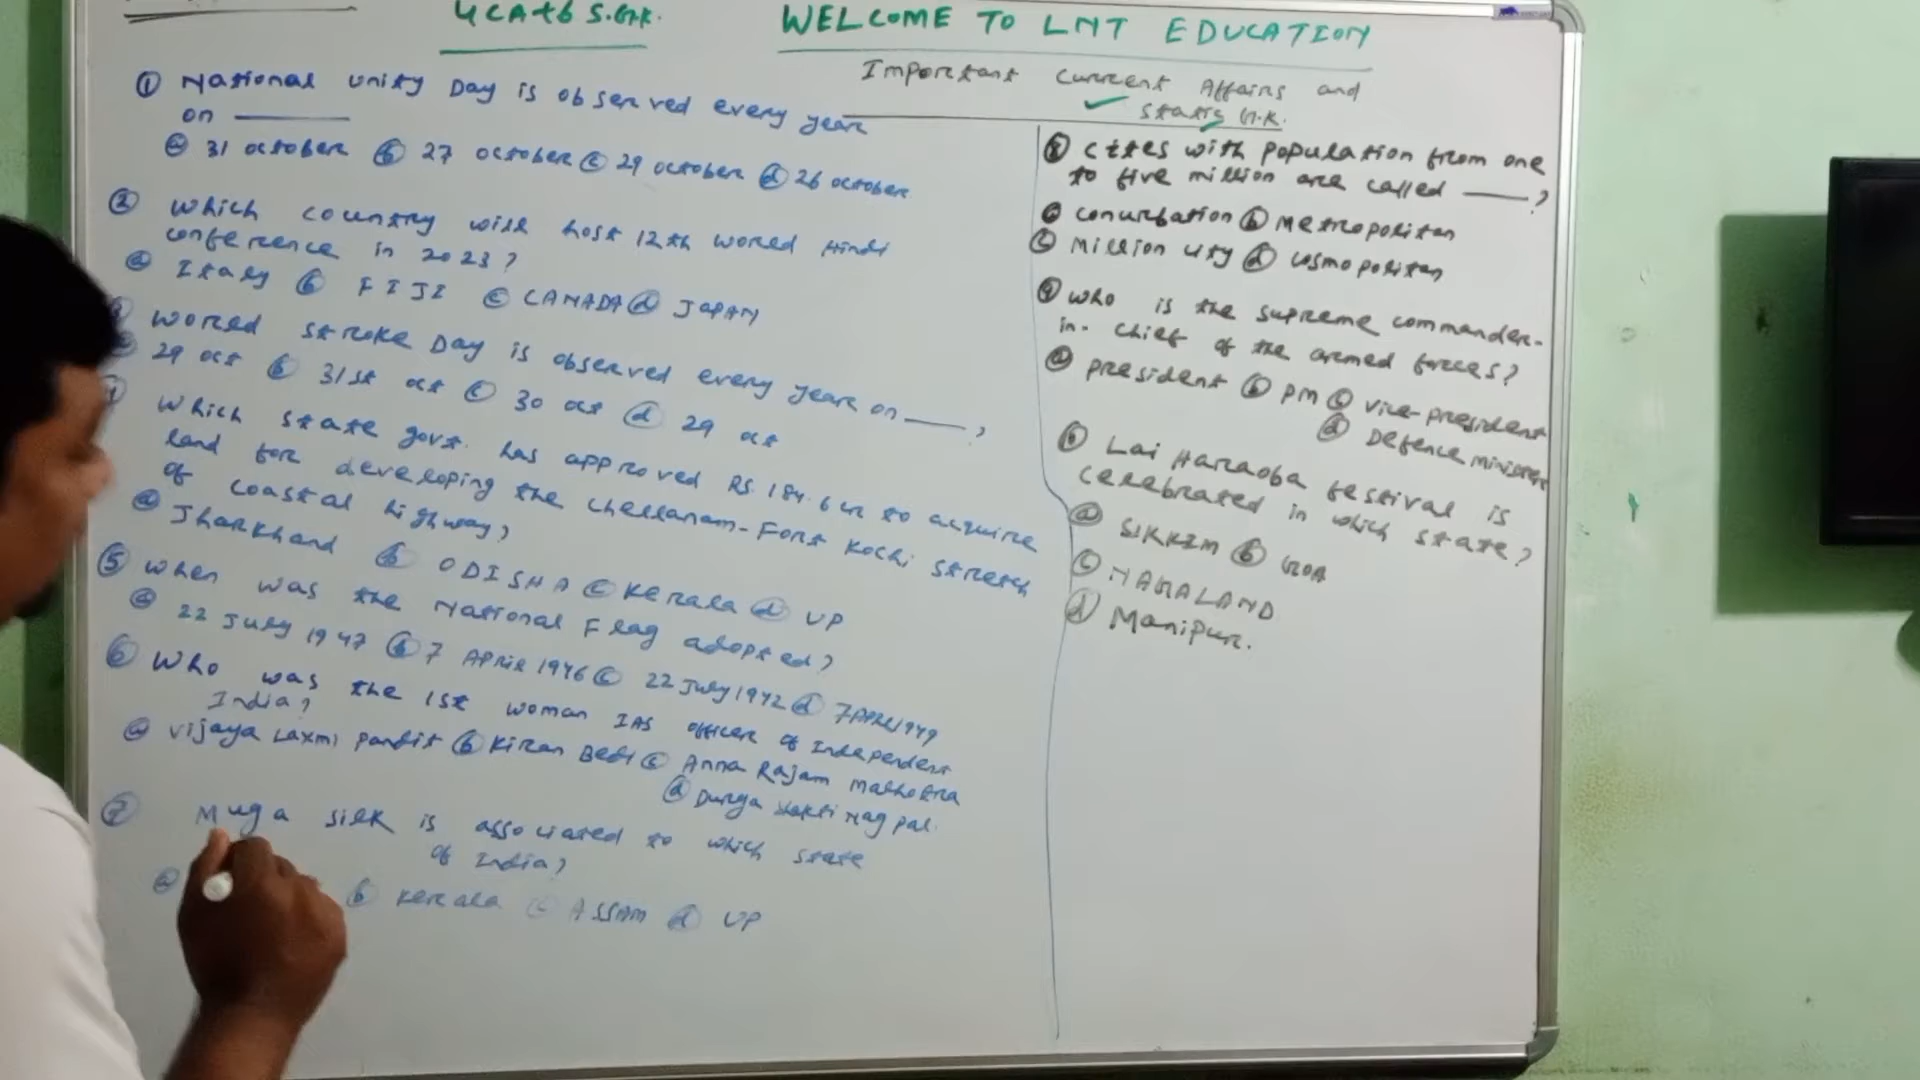 4CA+6 S.G.K.
WELCOME TO LNT EDUCATION
Important Current Affairs and
Static G.K.
① National Unity Day is observed every year
on ______
ⓐ 31 october ⓑ 27 october ⓒ 29 october ⓓ 26 october
② Which country will host 12th world Hindi
conference in 2023?
ⓐ Italy ⓑ FIJI ⓒ CANADA ⓓ JAPAN
World stroke Day is observed every year on ____?
29 oct ⓑ 31st oct ⓒ 30 oct ⓓ 29 oct
Which state govt. has approved RS. 184.6 cr to acquire
land for developing the Chellanam-Fort Kochi stretch
of coastal highway?
ⓐ Jharkhand ⓑ ODISHA ⓒ Kerala ⓓ UP
⑤ When was the National Flag adopted?
ⓐ 22 July 1947 ⓑ 7 April 1946 ⓒ 22 July 1942 ⓓ 7 April 1949
⑥ Who was the 1st woman IAS officer of Independent
India?
ⓐ Vijaya Laxmi Pandit ⓑ Kiran Bedi ⓒ Anna Rajam Malhotra
ⓓ Durga Shakti Nagpal.
⑦ Muga silk is associated to which state
of India?
ⓐ ⓑ Kerala ⓒ ASSAM ⓓ UP
⑧ cites with population from one
to five million are called ____?
ⓐ conurbation ⓑ metropolitan
ⓒ million city ⓓ cosmopolitan
⑨ who is the supreme commander-
in-chief of the armed forces?
ⓐ president ⓑ PM ⓒ vice-president
ⓓ Defence minister
Lai Haraoba festival is
celebrated in which state?
ⓐ SIKKIM ⓑ GOA
ⓒ NAGALAND
ⓓ Manipur.